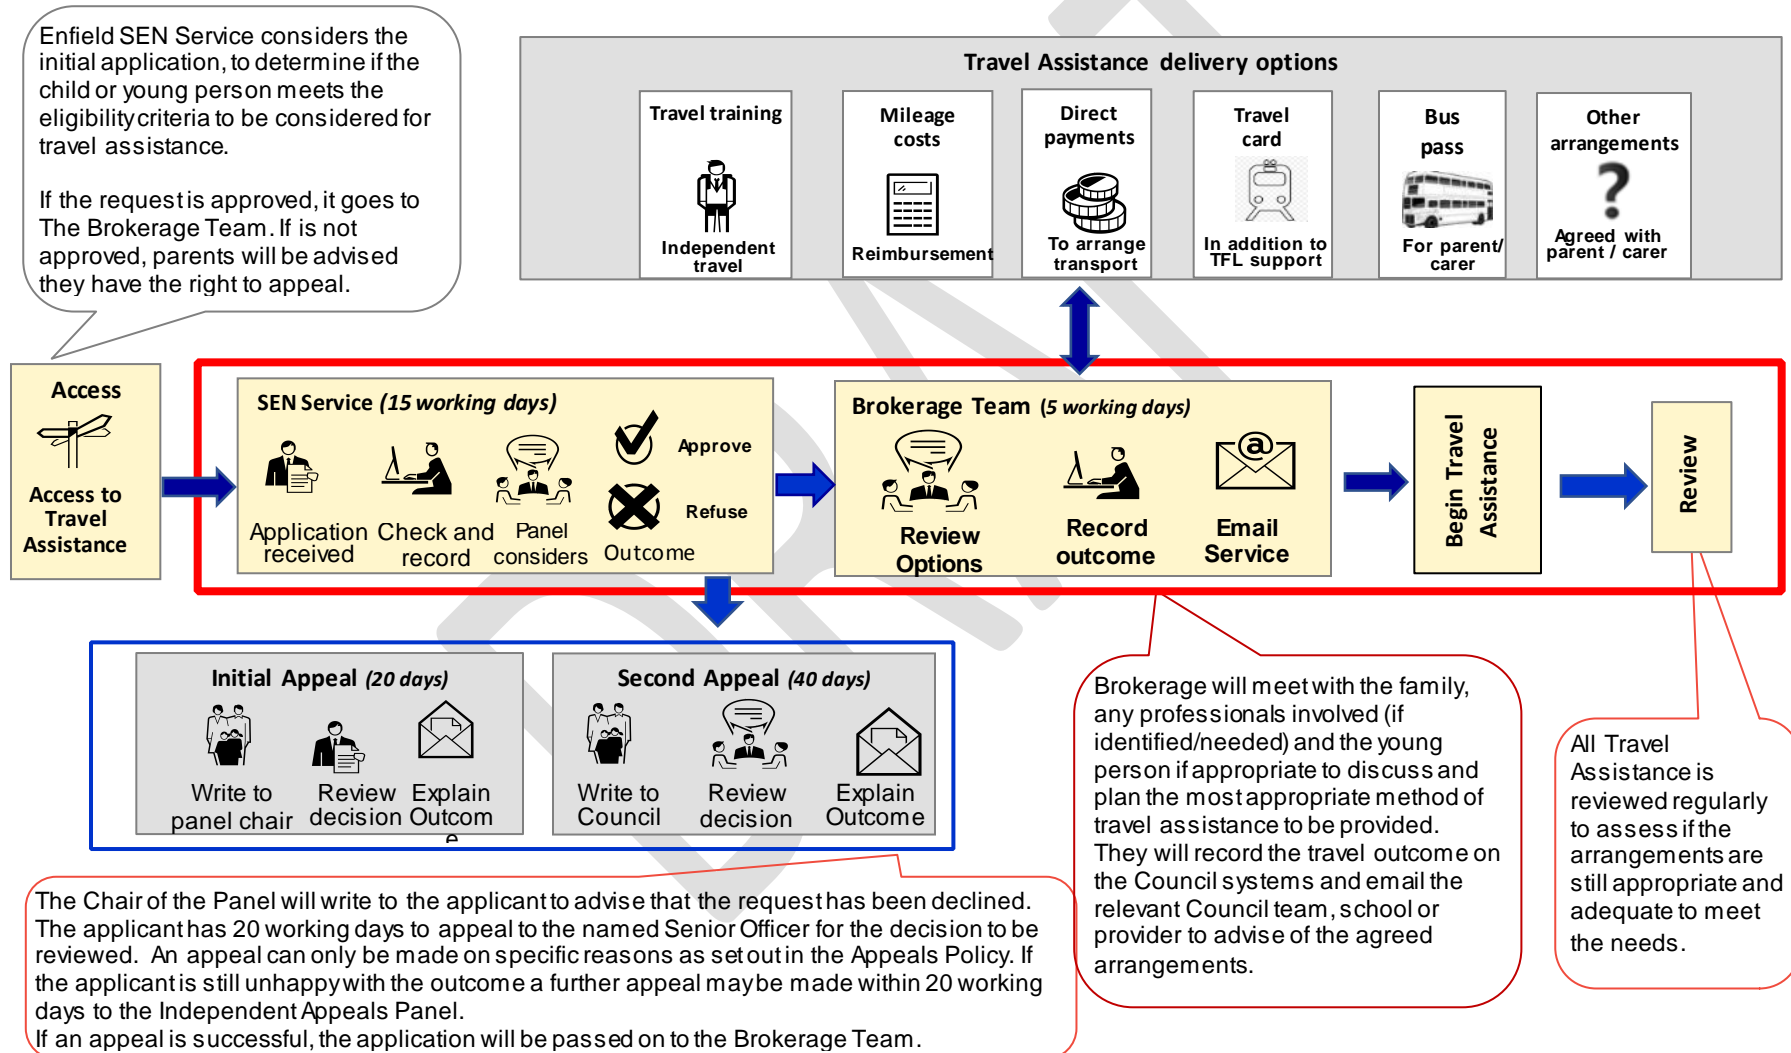 Enfield SEN Service considers the
initial application, to determine if the
child or young person meets the
eligibility criteria to be considered for
travel assistance.
If the request is approved, it goes to
The Brokerage Team. If is not
approved, parents will be advised
they have the right to appeal.
Travel Assistance delivery options
Travel training
Independent
travel
Mileage
costs
Reimbursement
Direct
payments
To arrange
transport
Travel
card
In addition to
TFL support
Bus
pass
For parent/
carer
Other
arrangements
?
Agreed with
parent / carer
Access
Access to
Travel
Assistance
SEN Service (15 working days)
Application
received
Check and
record
Panel
considers
Approve
Refuse
Outcome
Brokerage Team (5 working days)
Review
Options
Record
outcome
@
Email
Service
Begin Travel
Assistance
Review
Initial Appeal (20 days)
Write to
panel chair
Review
decision
Explain
Outcom
e
Second Appeal (40 days)
Write to
Council
Review
decision
Explain
Outcome
The Chair of the Panel will write to the applicant to advise that the request has been declined.
The applicant has 20 working days to appeal to the named Senior Officer for the decision to be
reviewed. An appeal can only be made on specific reasons as set out in the Appeals Policy. If
the applicant is still unhappy with the outcome a further appeal may be made within 20 working
days to the Independent Appeals Panel.
If an appeal is successful, the application will be passed on to the Brokerage Team.
Brokerage will meet with the family,
any professionals involved (if
identified/needed) and the young
person if appropriate to discuss and
plan the most appropriate method of
travel assistance to be provided.
They will record the travel outcome on
the Council systems and email the
relevant Council team, school or
provider to advise of the agreed
arrangements.
All Travel
Assistance is
reviewed regularly
to assess if the
arrangements are
still appropriate and
adequate to meet
the needs.
DRAFT